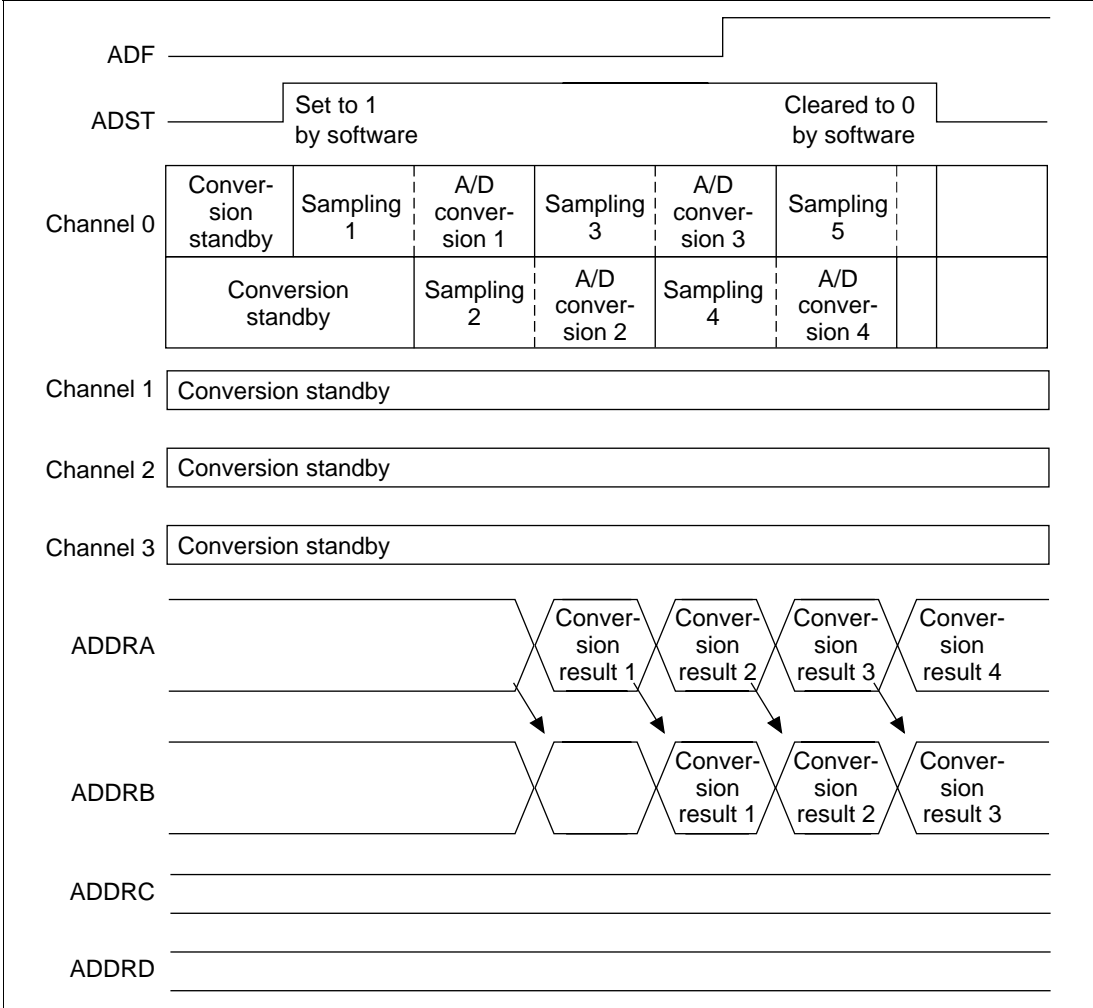 ADF
ADST
Set to 1
by software
Cleared to 0
by software
Channel 0
Conver-
sion
standby
Sampling
1
A/D
conver-
sion 1
Sampling
3
A/D
conver-
sion 3
Sampling
5
Conversion
standby
Sampling
2
A/D
conver-
sion 2
Sampling
4
A/D
conver-
sion 4
Channel 1
Conversion standby
Channel 2
Conversion standby
Channel 3
Conversion standby
ADDRA
Conver-
sion
result 1
Conver-
sion
result 2
Conver-
sion
result 3
Conver-
sion
result 4
ADDRB
Conver-
sion
result 1
Conver-
sion
result 2
Conver-
sion
result 3
ADDRC
ADDRD